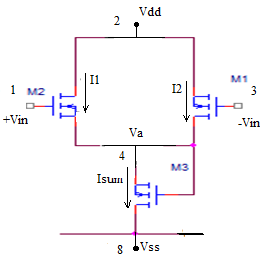 2 Vdd
1 M2 I1 I2 M1 3
+Vin -Vin
Va
4 M3
Isum
8 Vss